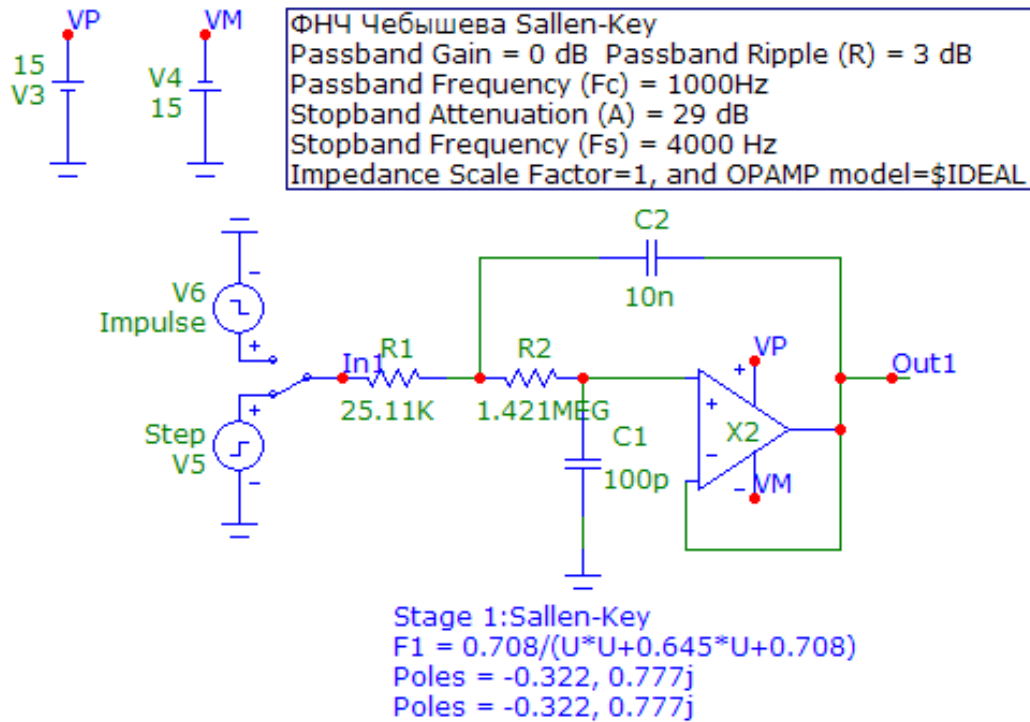 VP
15
V3
VM
V4
15
ФНЧ Чебышева Sallen-Key
Passband Gain = 0 dB  Passband Ripple (R) = 3 dB
Passband Frequency (Fc) = 1000Hz
Stopband Attenuation (A) = 29 dB
Stopband Frequency (Fs) = 4000 Hz
Impedance Scale Factor=1, and OPAMP model=$IDEAL
C2
10n
V6
Impulse
In1
R1
25.11K
R2
1.421MEG
C1
100p
VP
X2
VM
Out1
Step
V5
Stage 1:Sallen-Key
F1 = 0.708/(U*U+0.645*U+0.708)
Poles = -0.322, 0.777j
Poles = -0.322, 0.777j